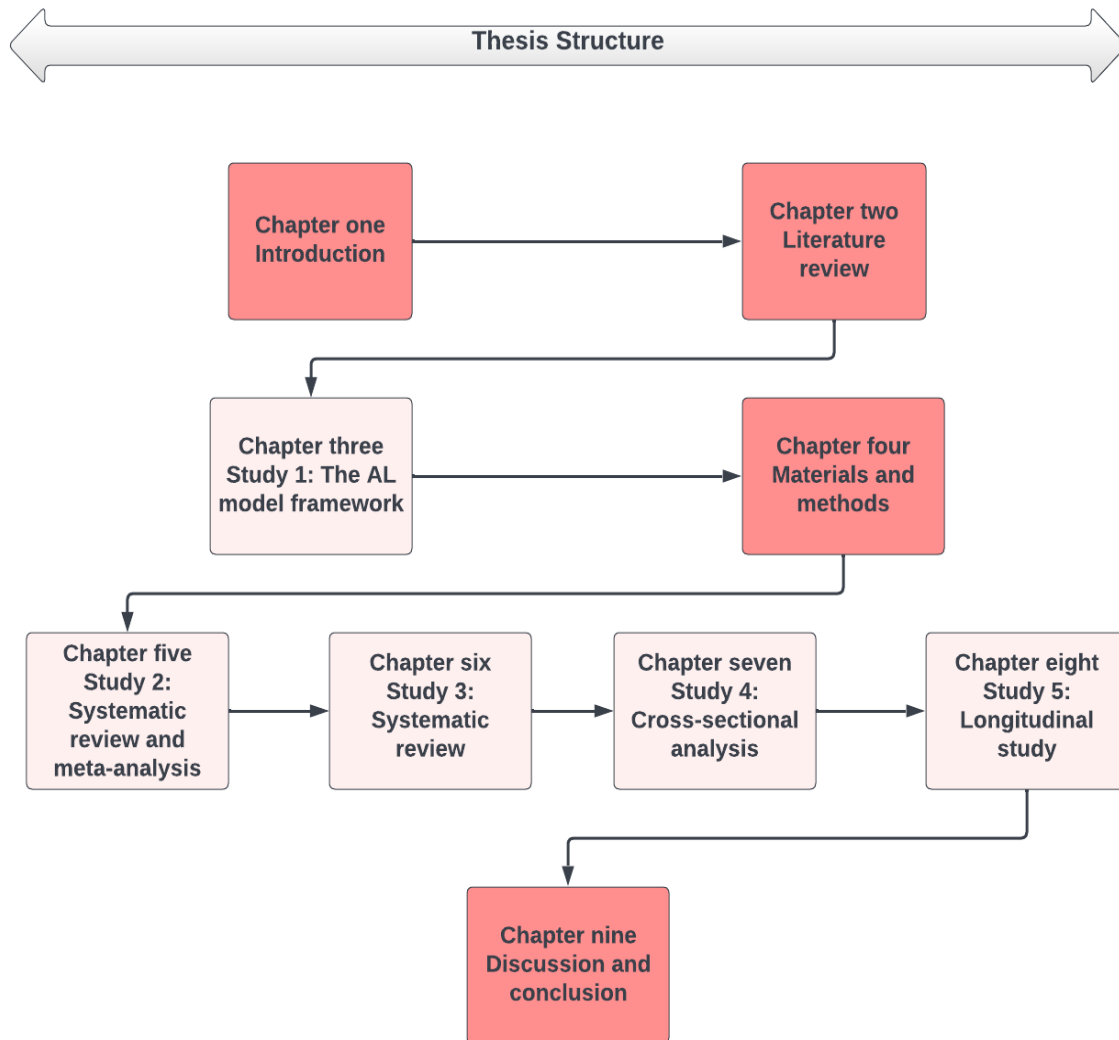 Thesis Structure
Chapter one
Introduction
Chapter two
Literature
review
Chapter three
Study 1: The AL
model framework
Chapter four
Materials and
methods
Chapter five
Study 2:
Systematic
review and
meta-analysis
Chapter six
Study 3:
Systematic
review
Chapter seven
Study 4:
Cross-sectional
analysis
Chapter eight
Study 5:
Longitudinal
study
Chapter nine
Discussion and
conclusion